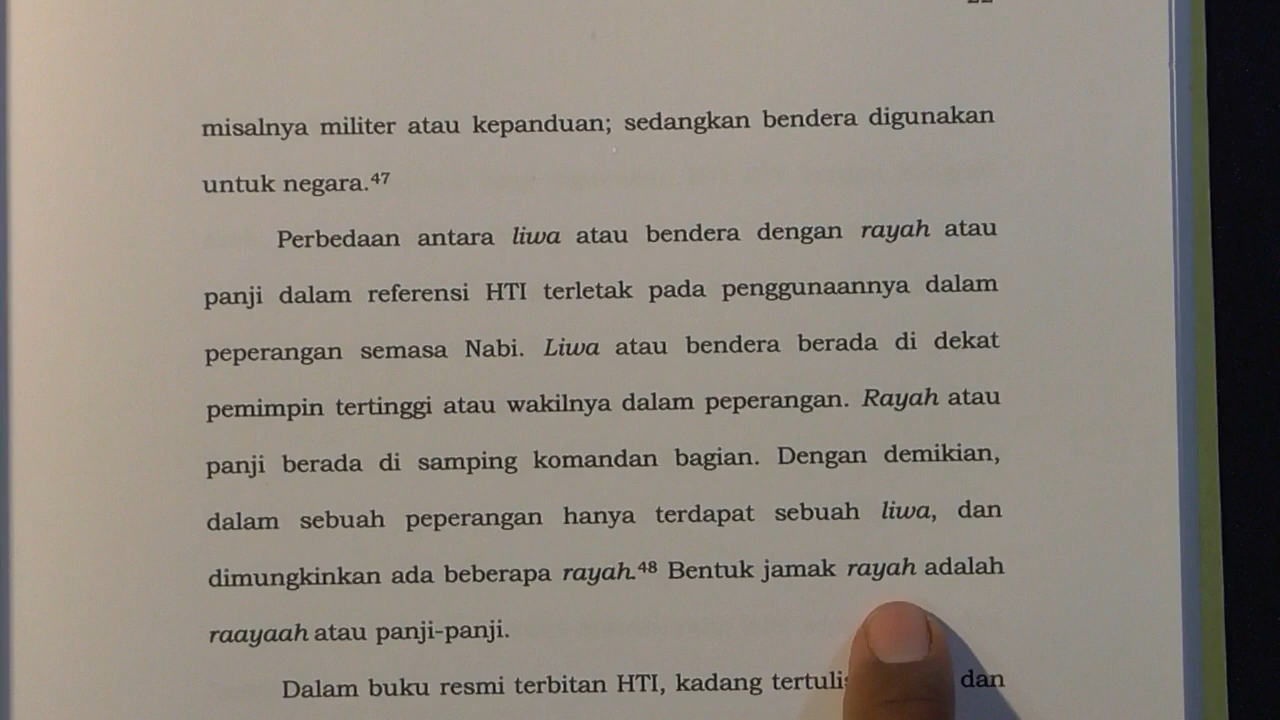 misalnya militer atau kepanduan; sedangkan bendera digunakan
untuk negara.47
Perbedaan antara liwa atau bendera dengan rayah atau
panji dalam referensi HTI terletak pada penggunaannya dalam
peperangan semasa Nabi. Liwa atau bendera berada di dekat
pemimpin tertinggi atau wakilnya dalam peperangan. Rayah atau
panji berada di samping komandan bagian. Dengan demikian,
dalam sebuah peperangan hanya terdapat sebuah liwa, dan
dimungkinkan ada beberapa rayah.48 Bentuk jamak rayah adalah
raayaah atau panji-panji.
Dalam buku resmi terbitan HTI, kadang dan